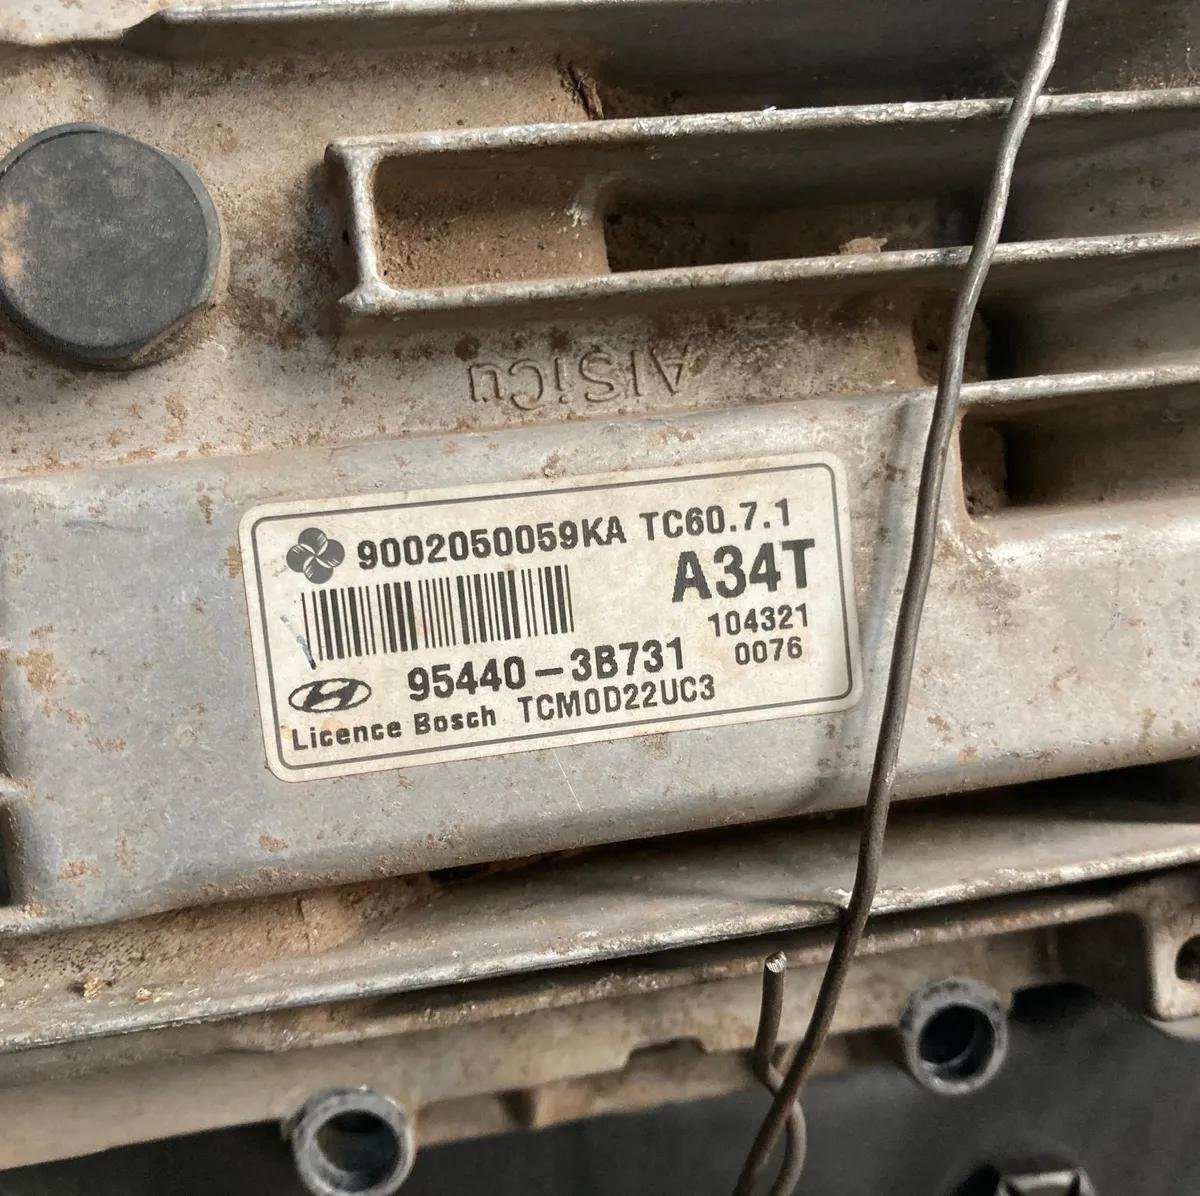 AlSiCu
9002050059KA TC60.7.1
A34T
104321
95440-3B731 0076
Licence Bosch TCM0D22UC3